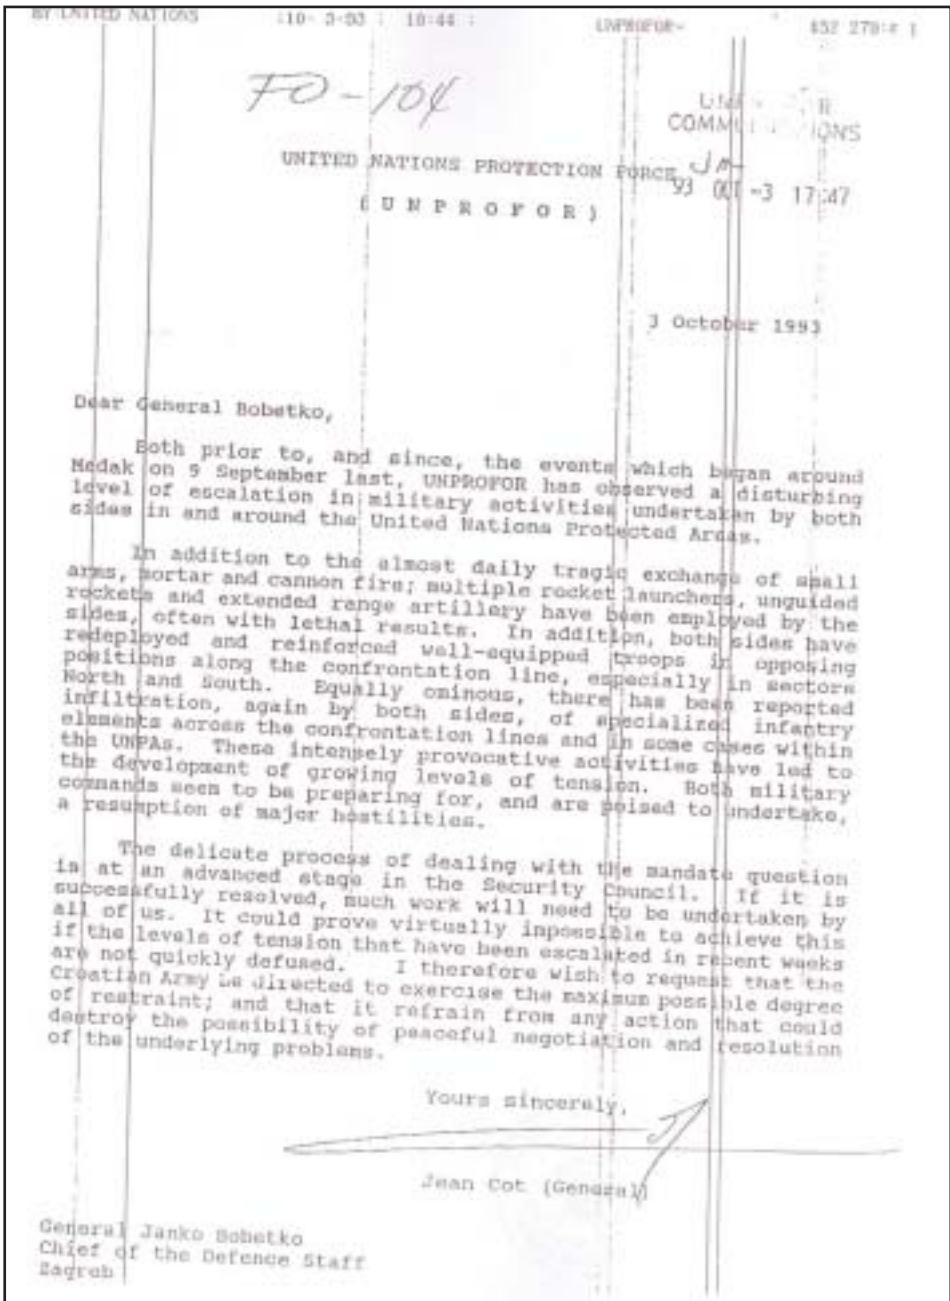 BY UNITED NATIONS :10- 3-93 : 18:44 : UNPROFOR- 852 270:# 1
FO-104
COMM IONS
UNITED NATIONS PROTECTION FORCE
93 OCT -3 17:47
(UNPROFOR)
3 October 1993
Dear General Bobetko,
Both prior to, and since, the events which began around
Medak on 9 September last, UNPROFOR has observed a disturbing
level of escalation in military activities undertaken by both
sides in and around the United Nations Protected Areas.
In addition to the almost daily tragic exchange of small
arms, mortar and cannon fire; multiple rocket launchers, unguided
rockets and extended range artillery have been employed by the
sides, often with lethal results. In addition, both sides have
redeployed and reinforced well-equipped troops in opposing
positions along the confrontation line, especially in sectors
North and South. Equally ominous, there has been reported
infiltration, again by both sides, of specialized infantry
elements across the confrontation lines and in some cases within
the UNPAs. These intensely provocative activities have led to
the development of growing levels of tension. Both military
commands seem to be preparing for, and are poised to undertake,
a resumption of major hostilities.
The delicate process of dealing with the mandate question
is at an advanced stage in the Security Council. If it is
successfully resolved, much work will need to be undertaken by
all of us. It could prove virtually impossible to achieve this
if the levels of tension that have been escalated in recent weeks
are not quickly defused. I therefore wish to request that the
Croatian Army be directed to exercise the maximum possible degree
of restraint; and that it refrain from any action that could
destroy the possibility of peaceful negotiation and resolution
of the underlying problems.
Yours sincerely,
Jean Cot (General)
General Janko Bobetko
Chief of the Defence Staff
Zagreb